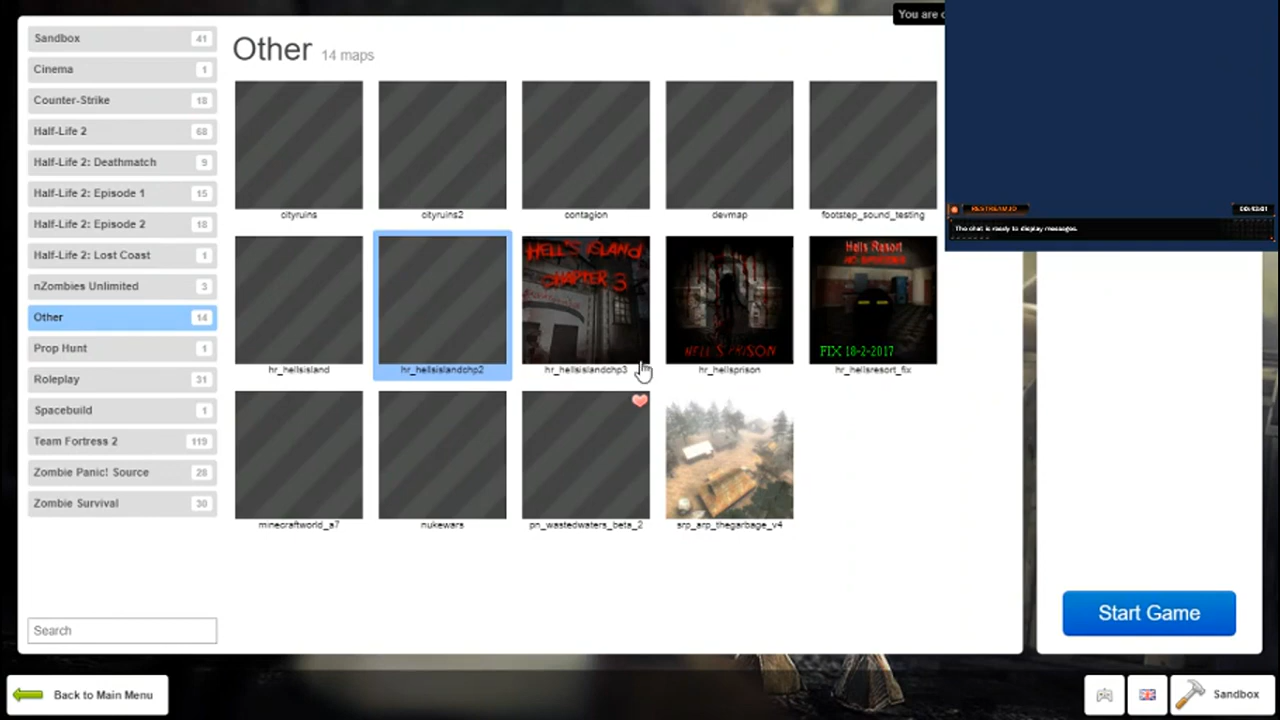 You are
Sandbox 41
Cinema 1
Counter-Strike 18
Half-Life 2 68
Half-Life 2: Deathmatch 9
Half-Life 2: Episode 1 15
Half-Life 2: Episode 2 18
Half-Life 2: Lost Coast 1
nZombies Unlimited 3
Other 14
Prop Hunt 1
Roleplay 31
Spacebuild 1
Team Fortress 2 119
Zombie Panic! Source 28
Zombie Survival 30
Search
Other 14 maps
cityruins cityruins2 contagion devmap footstep_sound_testing
HELL'S ISLAND
CHAPTER 3
HELL'S PRISON
Hells Resort
FIX 18-2-2017
hr_hellsisland hr_hellsislandchp2 hr_hellsislandchp3 hr_hellsprison hr_hellsresort_fix
minecraftworld_a7 nukewars pn_wastedwaters_beta_2 srp_arp_thegarbage_v4
RESTREAM.IO
The chat is ready to display messages.
Start Game
Back to Main Menu
Sandbox